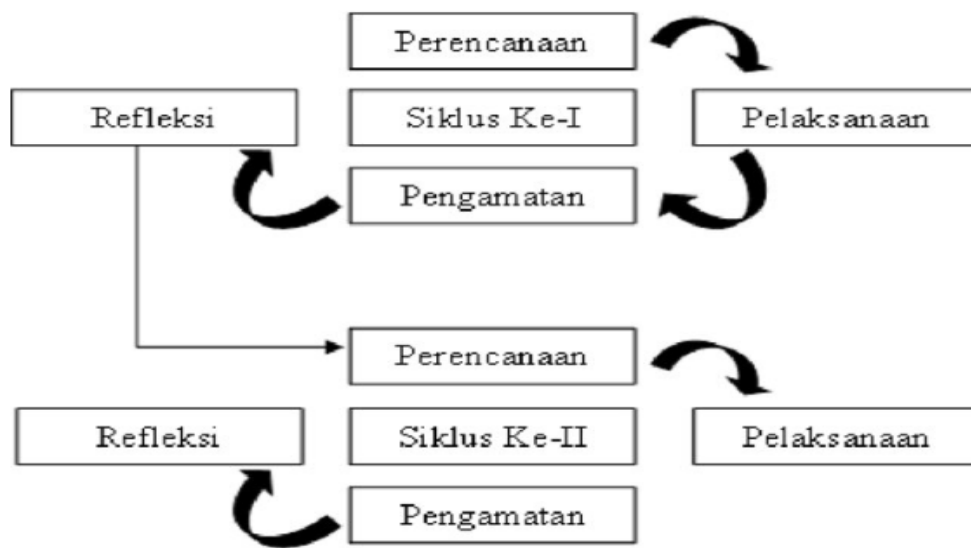 Perencanaan
Refleksi
Siklus Ke-I
Pelaksanaan
Pengamatan
Perencanaan
Refleksi
Siklus Ke-II
Pelaksanaan
Pengamatan